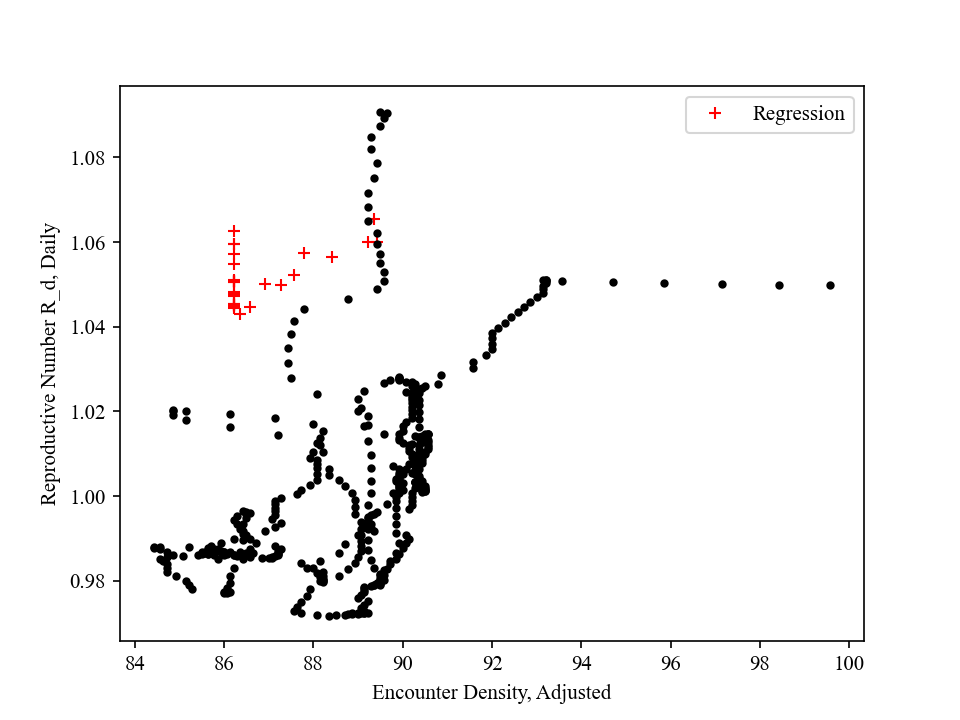 Regression
1.08
1.06
1.04
1.02
1.00
0.98
Reproductive Number R_d, Daily
84 86 88 90 92 94 96 98 100
Encounter Density, Adjusted